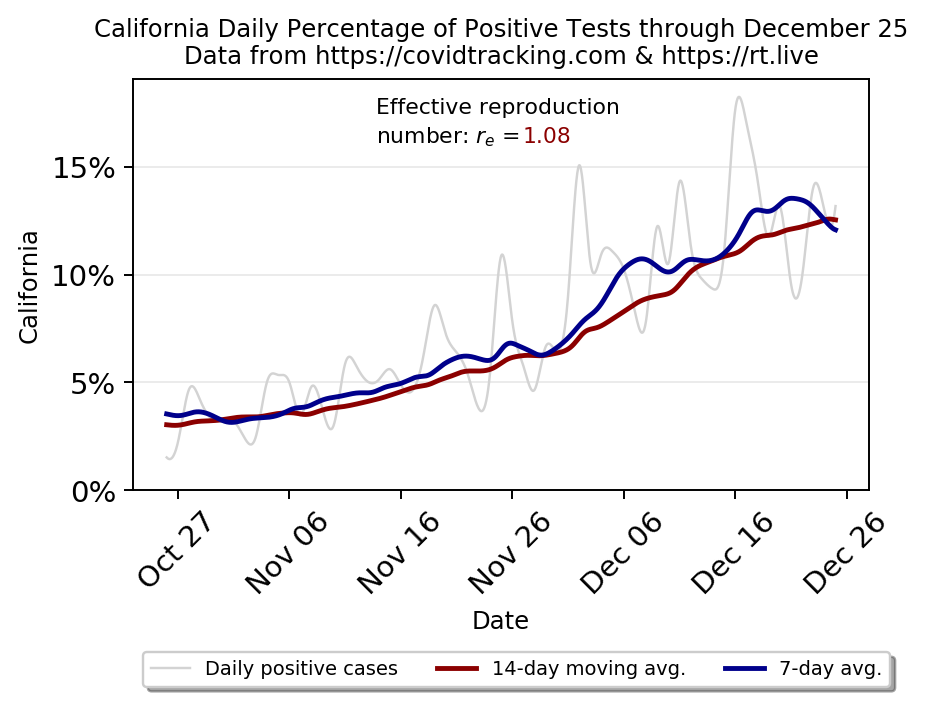 California Daily Percentage of Positive Tests through December 25
Data from https://covidtracking.com & https://rt.live
Effective reproduction
number: rₑ =1.08
15%
10%
5%
0%
California
Oct 27
Nov 06
Nov 16
Nov 26
Dec 06
Dec 16
Dec 26
Date
Daily positive cases
14-day moving avg.
7-day avg.